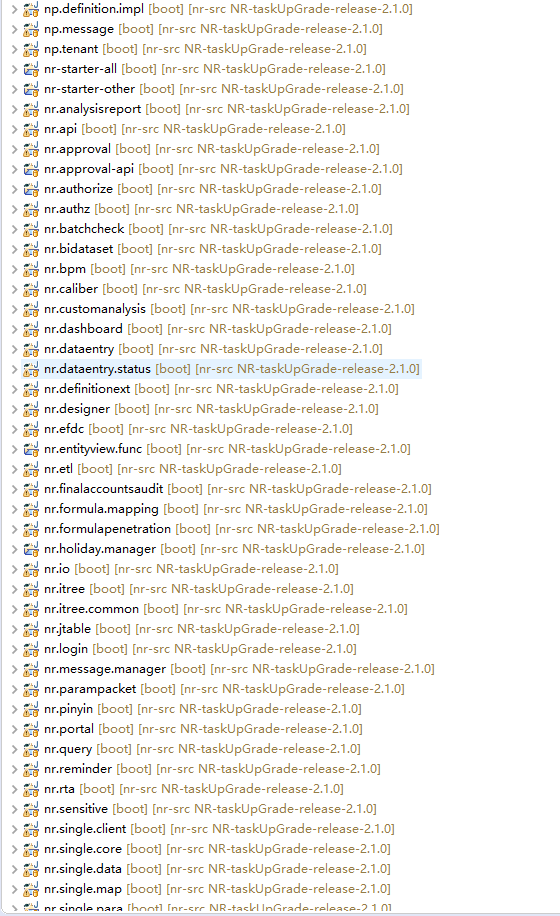 np.definition.impl [boot] [nr-src NR-taskUpGrade-release-2.1.0]
np.message [boot] [nr-src NR-taskUpGrade-release-2.1.0]
np.tenant [boot] [nr-src NR-taskUpGrade-release-2.1.0]
nr-starter-all [boot] [nr-src NR-taskUpGrade-release-2.1.0]
nr-starter-other [boot] [nr-src NR-taskUpGrade-release-2.1.0]
nr.analysisreport [boot] [nr-src NR-taskUpGrade-release-2.1.0]
nr.api [boot] [nr-src NR-taskUpGrade-release-2.1.0]
nr.approval [boot] [nr-src NR-taskUpGrade-release-2.1.0]
nr.approval-api [boot] [nr-src NR-taskUpGrade-release-2.1.0]
nr.authorize [boot] [nr-src NR-taskUpGrade-release-2.1.0]
nr.authz [boot] [nr-src NR-taskUpGrade-release-2.1.0]
nr.batchcheck [boot] [nr-src NR-taskUpGrade-release-2.1.0]
nr.bidataset [boot] [nr-src NR-taskUpGrade-release-2.1.0]
nr.bpm [boot] [nr-src NR-taskUpGrade-release-2.1.0]
nr.caliber [boot] [nr-src NR-taskUpGrade-release-2.1.0]
nr.customanalysis [boot] [nr-src NR-taskUpGrade-release-2.1.0]
nr.dashboard [boot] [nr-src NR-taskUpGrade-release-2.1.0]
nr.dataentry [boot] [nr-src NR-taskUpGrade-release-2.1.0]
nr.dataentry.status [boot] [nr-src NR-taskUpGrade-release-2.1.0]
nr.definitionext [boot] [nr-src NR-taskUpGrade-release-2.1.0]
nr.designer [boot] [nr-src NR-taskUpGrade-release-2.1.0]
nr.efdc [boot] [nr-src NR-taskUpGrade-release-2.1.0]
nr.entityview.func [boot] [nr-src NR-taskUpGrade-release-2.1.0]
nr.etl [boot] [nr-src NR-taskUpGrade-release-2.1.0]
nr.finalaccountsaudit [boot] [nr-src NR-taskUpGrade-release-2.1.0]
nr.formula.mapping [boot] [nr-src NR-taskUpGrade-release-2.1.0]
nr.formulapenetration [boot] [nr-src NR-taskUpGrade-release-2.1.0]
nr.holiday.manager [boot] [nr-src NR-taskUpGrade-release-2.1.0]
nr.io [boot] [nr-src NR-taskUpGrade-release-2.1.0]
nr.itree [boot] [nr-src NR-taskUpGrade-release-2.1.0]
nr.itree.common [boot] [nr-src NR-taskUpGrade-release-2.1.0]
nr.jtable [boot] [nr-src NR-taskUpGrade-release-2.1.0]
nr.login [boot] [nr-src NR-taskUpGrade-release-2.1.0]
nr.message.manager [boot] [nr-src NR-taskUpGrade-release-2.1.0]
nr.parampacket [boot] [nr-src NR-taskUpGrade-release-2.1.0]
nr.pinyin [boot] [nr-src NR-taskUpGrade-release-2.1.0]
nr.portal [boot] [nr-src NR-taskUpGrade-release-2.1.0]
nr.query [boot] [nr-src NR-taskUpGrade-release-2.1.0]
nr.reminder [boot] [nr-src NR-taskUpGrade-release-2.1.0]
nr.rta [boot] [nr-src NR-taskUpGrade-release-2.1.0]
nr.sensitive [boot] [nr-src NR-taskUpGrade-release-2.1.0]
nr.single.client [boot] [nr-src NR-taskUpGrade-release-2.1.0]
nr.single.core [boot] [nr-src NR-taskUpGrade-release-2.1.0]
nr.single.data [boot] [nr-src NR-taskUpGrade-release-2.1.0]
nr.single.map [boot] [nr-src NR-taskUpGrade-release-2.1.0]
nr.single.para [boot] [nr-src NR-taskUpGrade-release-2.1.0]